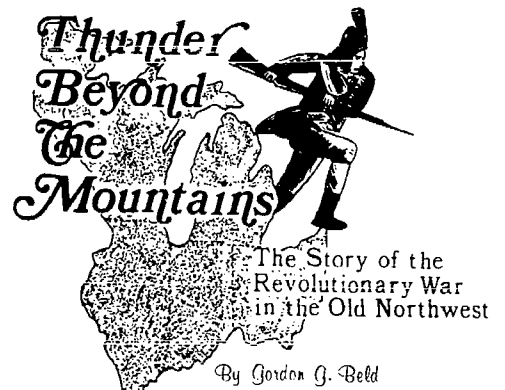 Thunder
Beyond
The
Mountains
The Story of the
Revolutionary War
in the Old Northwest
By Gordon G. Beld